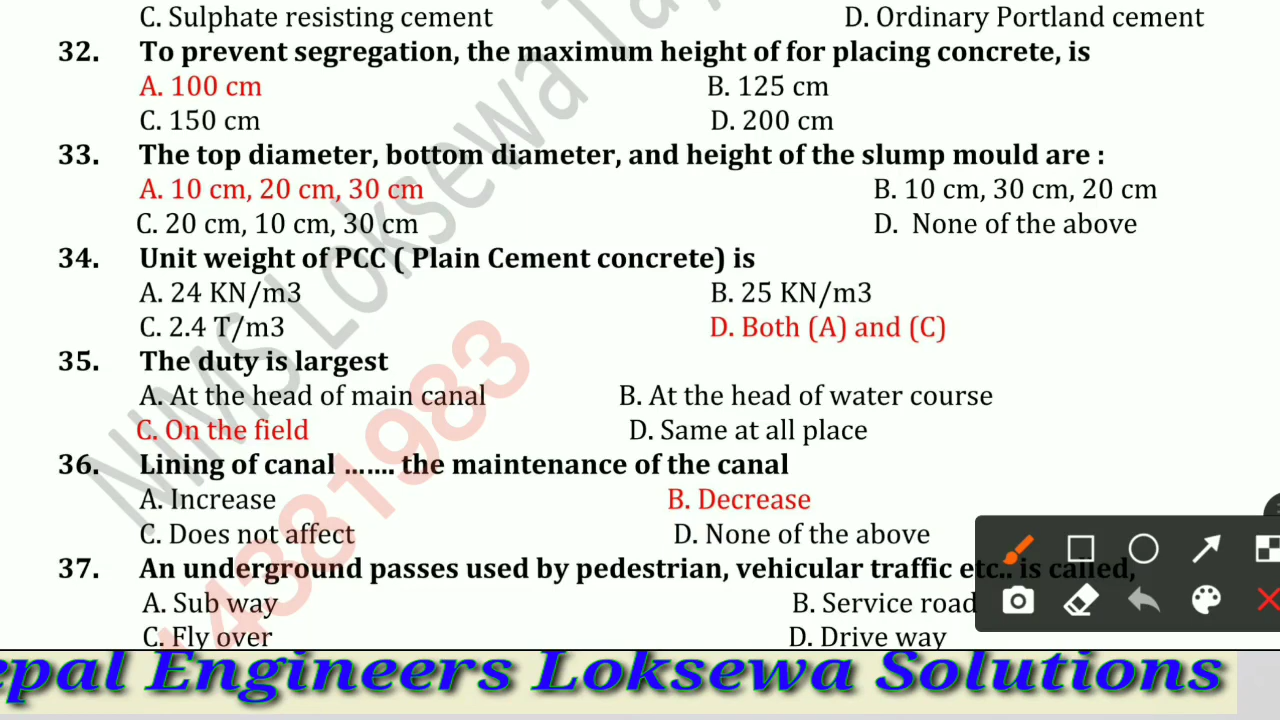 C. Sulphate resisting cement D. Ordinary Portland cement
32. To prevent segregation, the maximum height of for placing concrete, is
A. 100 cm B. 125 cm
C. 150 cm D. 200 cm
33. The top diameter, bottom diameter, and height of the slump mould are :
A. 10 cm, 20 cm, 30 cm B. 10 cm, 30 cm, 20 cm
C. 20 cm, 10 cm, 30 cm D. None of the above
34. Unit weight of PCC ( Plain Cement concrete) is
A. 24 KN/m3 B. 25 KN/m3
C. 2.4 T/m3 D. Both (A) and (C)
35. The duty is largest
A. At the head of main canal B. At the head of water course
C. On the field D. Same at all place
36. Lining of canal ....... the maintenance of the canal
A. Increase B. Decrease
C. Does not affect D. None of the above
37. An underground passes used by pedestrian, vehicular traffic etc.. is called,
A. Sub way B. Service road
C. Fly over D. Drive way
NIMS Loksewa
4381983
epal Engineers Loksewa Solutions